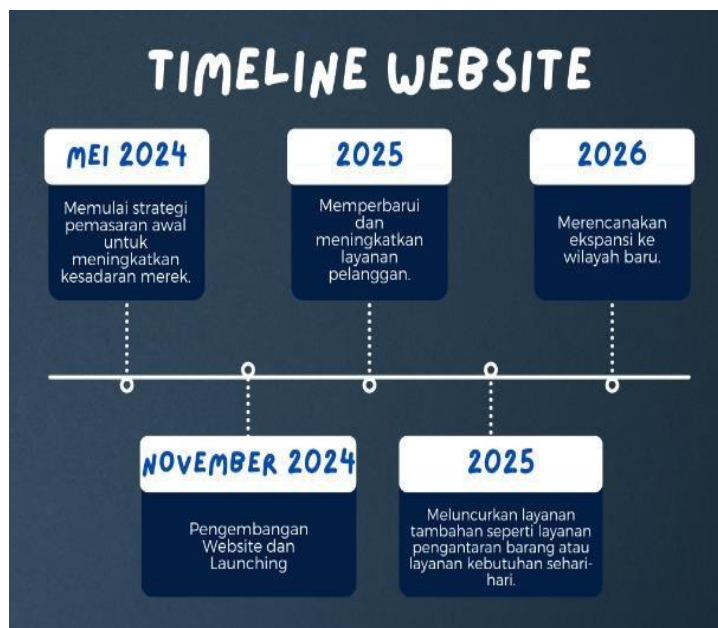 TIMELINE WEBSITE
MEI 2024
Memulai strategi
pemasaran awal
untuk
meningkatkan
kesadaran merek.
NOVEMBER 2024
Pengembangan
Website dan
Launching
2025
Memperbarui
dan
meningkatkan
layanan
pelanggan.
2025
Meluncurkan layanan
tambahan seperti layanan
pengantaran barang atau
layanan kebutuhan sehari-
hari.
2026
Merencanakan
ekspansi ke
wilayah baru.